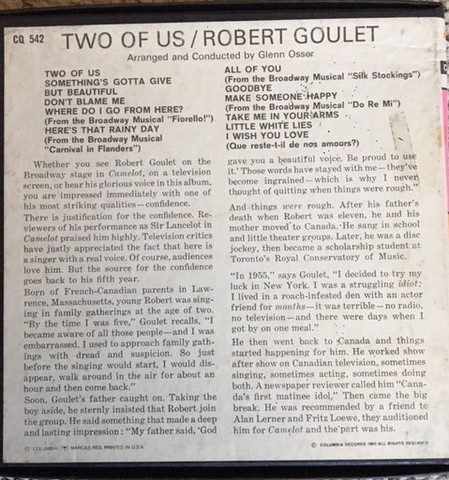 CQ 542
TWO OF US / ROBERT GOULET
Arranged and Conducted by Glenn Osser
TWO OF US
SOMETHING'S GOTTA GIVE
BUT BEAUTIFUL
DON'T BLAME ME
WHERE DO I GO FROM HERE?
(From the Broadway Musical "Fiorello!")
HERE'S THAT RAINY DAY
(From the Broadway Musical
"Carnival in Flanders")
ALL OF YOU
(From the Broadway Musical "Silk Stockings")
GOODBYE
MAKE SOMEONE HAPPY
(From the Broadway Musical "Do Re Mi")
TAKE ME IN YOUR ARMS
LITTLE WHITE LIES
I WISH YOU LOVE
(Que reste-t-il de nos amours?)
Whether you see Robert Goulet on the
Broadway stage in Camelot, on a television
screen, or hear his glorious voice in this album,
you are impressed immediately with one of
his most striking qualities—confidence.
There is justification for the confidence. Re-
viewers of his performance as Sir Lancelot in
Camelot praised him highly. Television critics
have justly appreciated the fact that here is
a singer with a real voice. Of course, audiences
love him. But the source for the confidence
goes back to his fifth year.
Born of French-Canadian parents in Law-
rence, Massachusetts, young Robert was sing-
ing in family gatherings at the age of two.
"By the time I was five," Goulet recalls, "I
became aware of all those people—and I was
embarrassed. I used to approach family gath-
ings with dread and suspicion. So just
before the singing would start, I would dis-
appear, walk around in the air for about an
hour and then come back."
Soon, Goulet's father caught on. Taking the
boy aside, he sternly insisted that Robert join
the group. He said something that made a deep
and lasting impression: "My father said, 'God
gave you a beautiful voice. Be proud to use
it.' Those words have stayed with me—they've
become ingrained—which is why I never
thought of quitting when things were rough."
And things were rough. After his father's
death when Robert was eleven, he and his
mother moved to Canada. He sang in school
and little theater groups. Later, he was a disc
jockey, then became a scholarship student at
Toronto's Royal Conservatory of Music.
"In 1955," says Goulet, "I decided to try my
luck in New York. I was a struggling idiot:
I lived in a roach-infested den with an actor
friend for months—it was terrible—no radio,
no television—and there were days when I
got by on one meal."
He then went back to Canada and things
started happening for him. He worked show
after show on Canadian television, sometimes
singing, sometimes acting, sometimes doing
both. A newspaper reviewer called him "Cana-
da's first matinee idol," Then came the big
break. He was recommended by a friend to
Alan Lerner and Fritz Loewe, they auditioned
him for Camelot and the part was his.
MARCAS REG. PRINTED IN U.S.A.
© COLUMBIA RECORDS ALL RIGHTS RESERVED